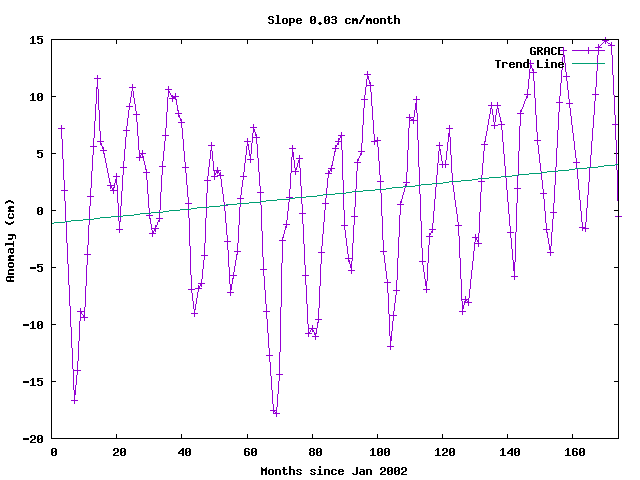 Slope 0.03 cm/month
GRACE
Trend Line
15
10
5
0
-5
-10
-15
-20
Anomaly (cm)
0 20 40 60 80 100 120 140 160
Months since Jan 2002